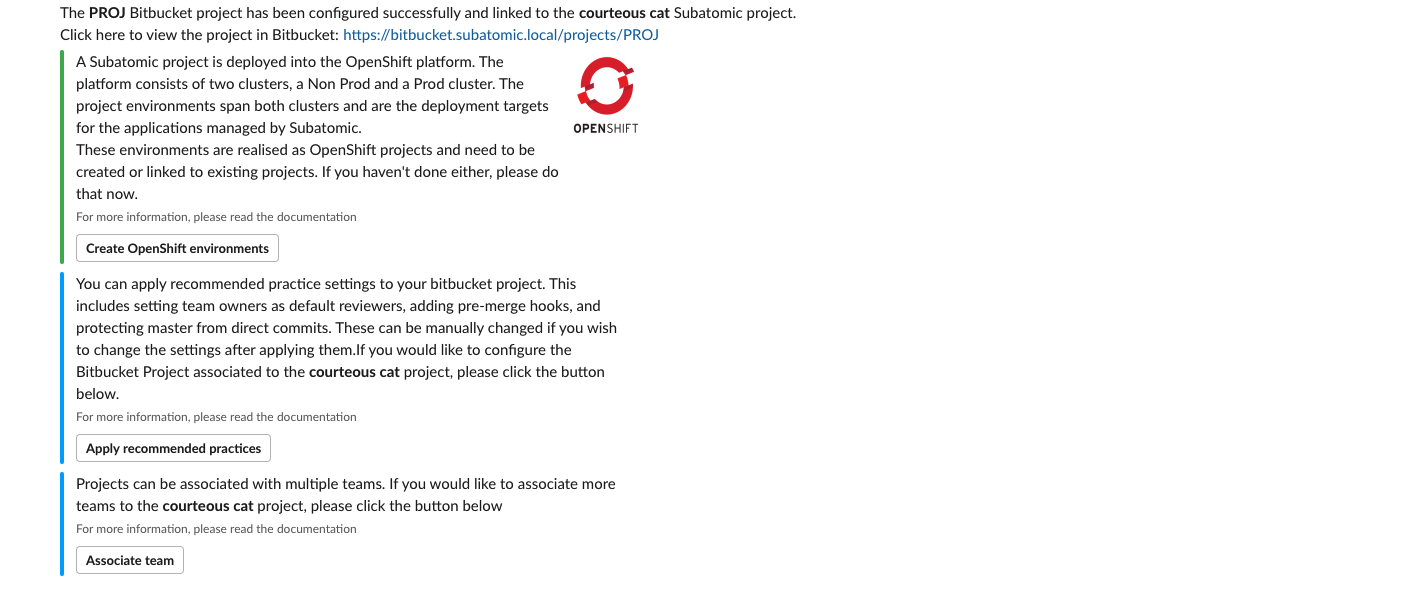 The PROJ Bitbucket project has been configured successfully and linked to the courteous cat Subatomic project.
Click here to view the project in Bitbucket: https://bitbucket.subatomic.local/projects/PROJ
A Subatomic project is deployed into the OpenShift platform. The
platform consists of two clusters, a Non Prod and a Prod cluster. The
project environments span both clusters and are the deployment targets
for the applications managed by Subatomic.
These environments are realised as OpenShift projects and need to be
created or linked to existing projects. If you haven't done either, please do
that now.
OPENSHIFT
For more information, please read the documentation
Create OpenShift environments
You can apply recommended practice settings to your bitbucket project. This
includes setting team owners as default reviewers, adding pre-merge hooks, and
protecting master from direct commits. These can be manually changed if you wish
to change the settings after applying them.If you would like to configure the
Bitbucket Project associated to the courteous cat project, please click the button
below.
For more information, please read the documentation
Apply recommended practices
Projects can be associated with multiple teams. If you would like to associate more
teams to the courteous cat project, please click the button below
For more information, please read the documentation
Associate team